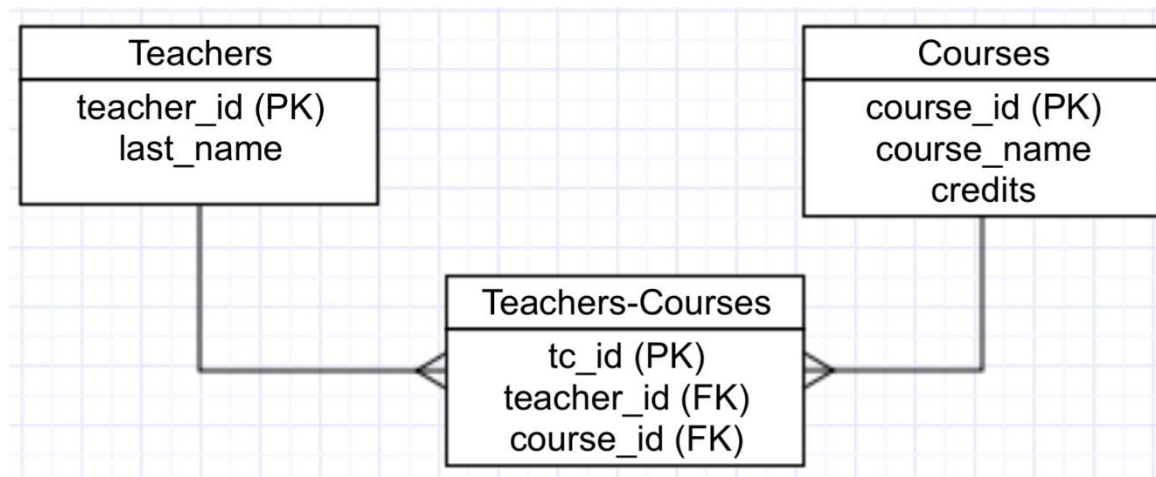 Teachers
teacher_id (PK)
last_name
Courses
course_id (PK)
course_name
credits
Teachers-Courses
tc_id (PK)
teacher_id (FK)
course_id (FK)